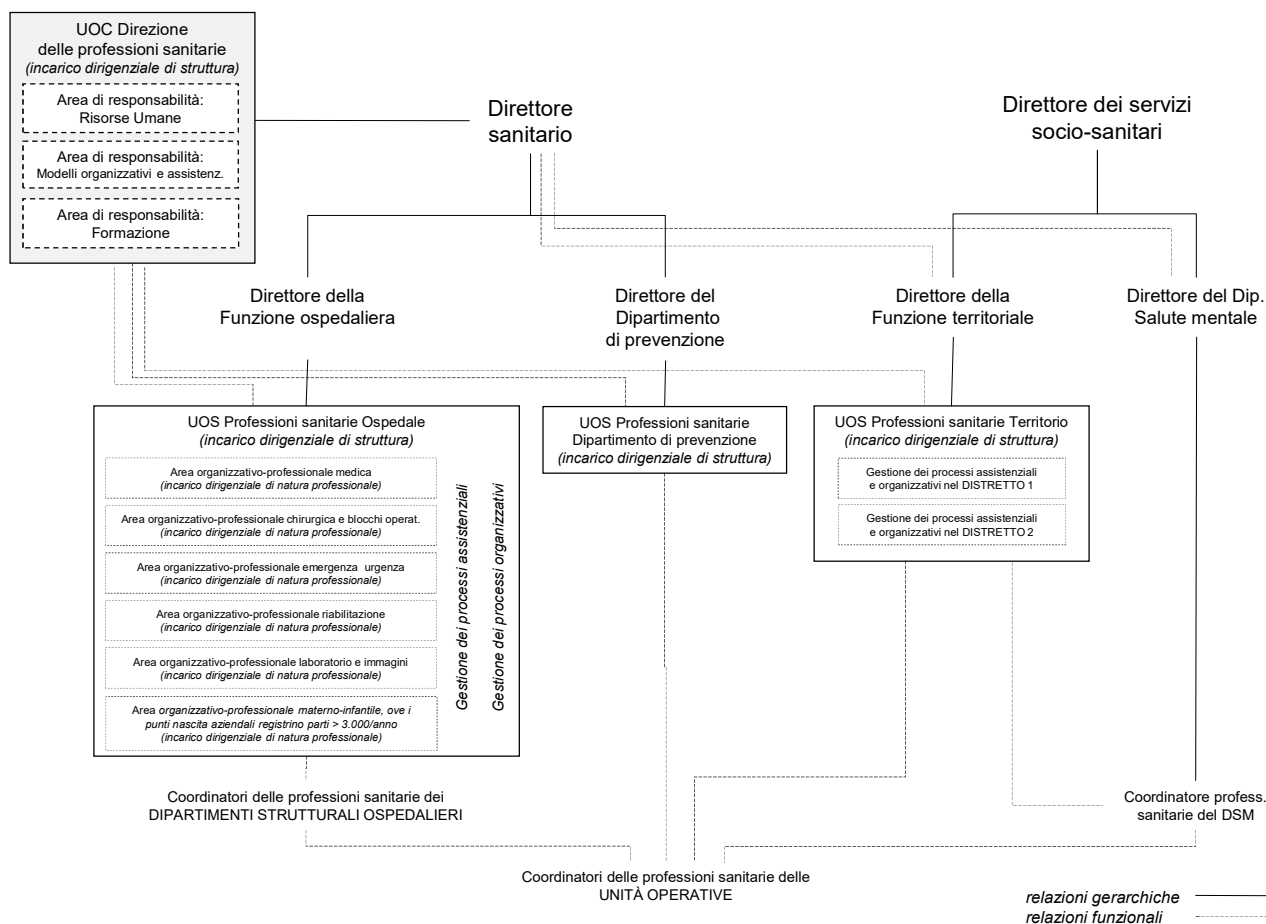 UOC Direzione
delle professioni sanitarie
(incarico dirigenziale di struttura)
Area di responsabilità:
Risorse Umane
Area di responsabilità:
Modelli organizzativi e assistenz.
Area di responsabilità:
Formazione
Direttore
sanitario
Direttore dei servizi
socio-sanitari
Direttore della
Funzione ospedaliera
Direttore del
Dipartimento
di prevenzione
Direttore della
Funzione territoriale
Direttore del Dip.
Salute mentale
UOS Professioni sanitarie Ospedale
(incarico dirigenziale di struttura)
Area organizzativo-professionale medica
(incarico dirigenziale di natura professionale)
Area organizzativo-professionale chirurgica e blocchi operat.
(incarico dirigenziale di natura professionale)
Area organizzativo-professionale emergenza urgenza
(incarico dirigenziale di natura professionale)
Area organizzativo-professionale riabilitazione
(incarico dirigenziale di natura professionale)
Area organizzativo-professionale laboratorio e immagini
(incarico dirigenziale di natura professionale)
Area organizzativo-professionale materno-infantile, ove i
punti nascita aziendali registrino parti > 3.000/anno
(incarico dirigenziale di natura professionale)
Gestione dei processi assistenziali
Gestione dei processi organizzativi
UOS Professioni sanitarie
Dipartimento di prevenzione
(incarico dirigenziale di struttura)
UOS Professioni sanitarie Territorio
(incarico dirigenziale di struttura)
Gestione dei processi assistenziali
e organizzativi nel DISTRETTO 1
Gestione dei processi assistenziali
e organizzativi nel DISTRETTO 2
Coordinatori delle professioni sanitarie dei
DIPARTIMENTI STRUTTURALI OSPEDALIERI
Coordinatore profess.
sanitarie del DSM
Coordinatori delle professioni sanitarie delle
UNITÀ OPERATIVE
relazioni gerarchiche
relazioni funzionali